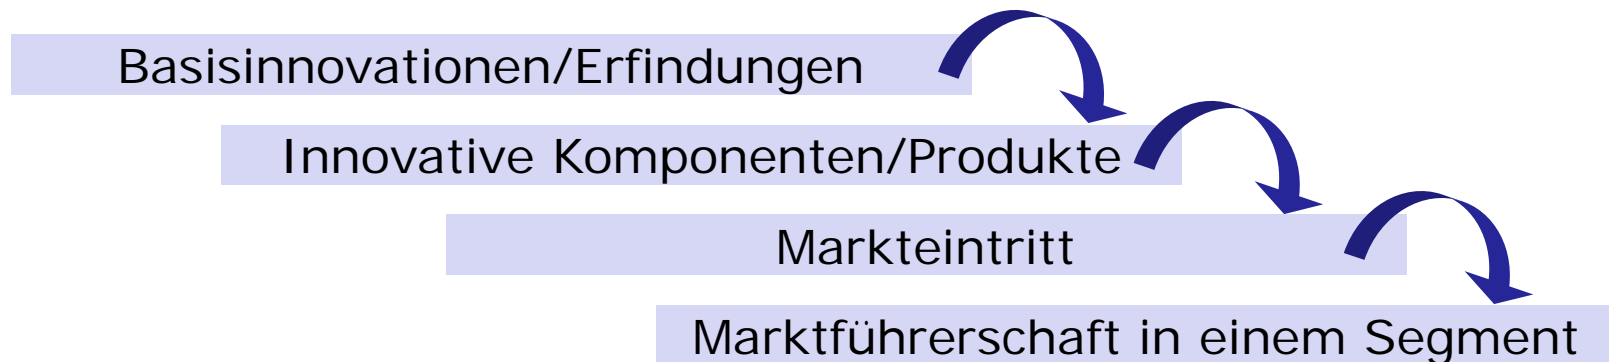 Basisinnovationen/Erfindungen
Innovative Komponenten/Produkte
Markteintritt
Marktführerschaft in einem Segment